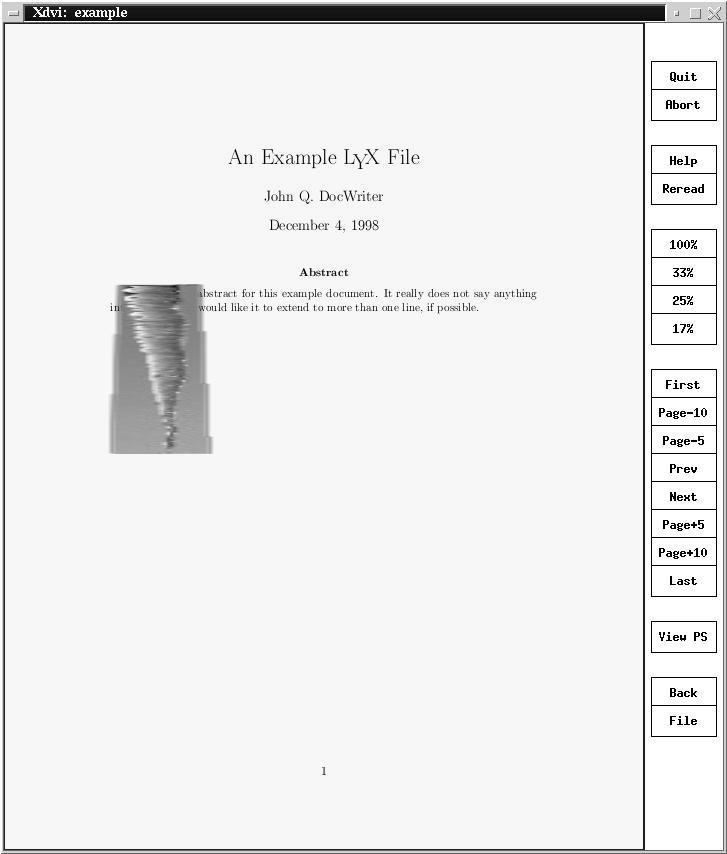 Xdvi: example
An Example LYX File
John Q. DocWriter
December 4, 1998
Abstract
abstract for this example document. It really does not say anything
in would like it to extend to more than one line, if possible.
1
Quit
Abort
Help
Reread
100%
33%
25%
17%
First
Page-10
Page-5
Prev
Next
Page+5
Page+10
Last
View PS
Back
File